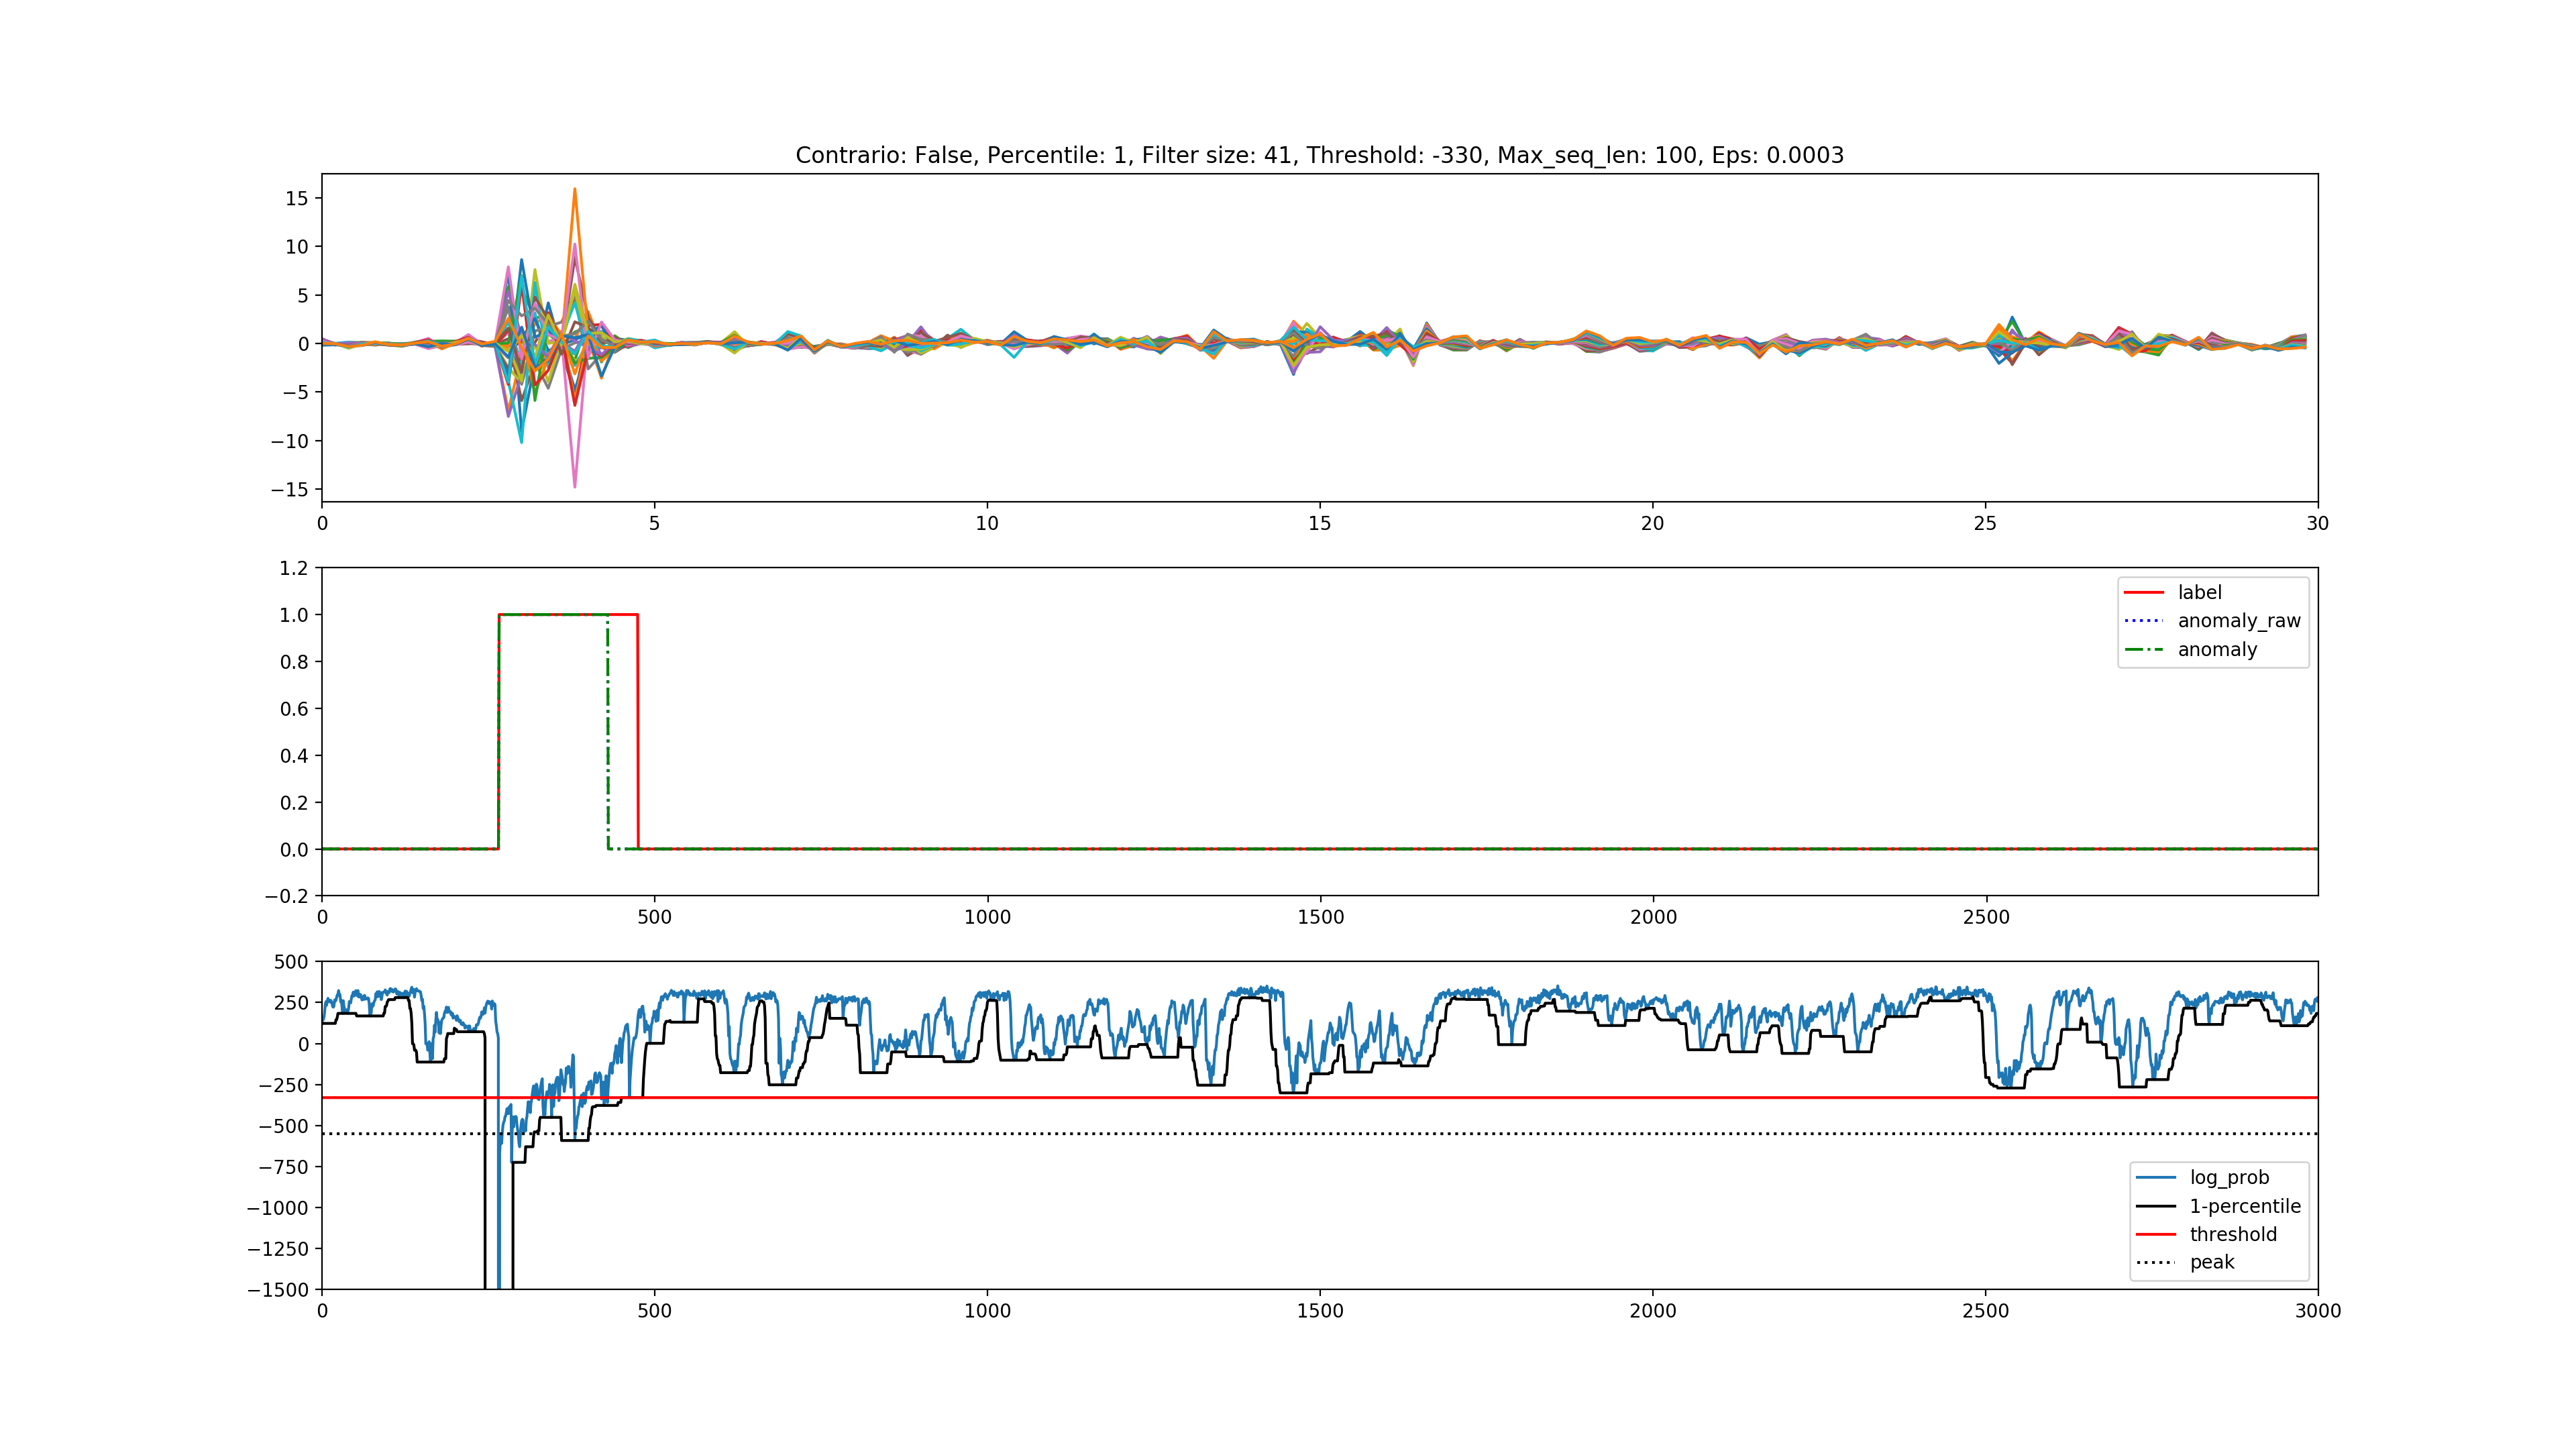 Contrario: False, Percentile: 1, Filter size: 41, Threshold: -330, Max_seq_len: 100, Eps: 0.0003
15
10
5
0
−5
−10
−15
0 5 10 15 20 25 30
1.2
1.0
0.8
0.6
0.4
0.2
0.0
−0.2
label
anomaly_raw
anomaly
0 500 1000 1500 2000 2500
500
250
0
−250
−500
−750
−1000
−1250
−1500
log_prob
1-percentile
threshold
peak
0 500 1000 1500 2000 2500 3000